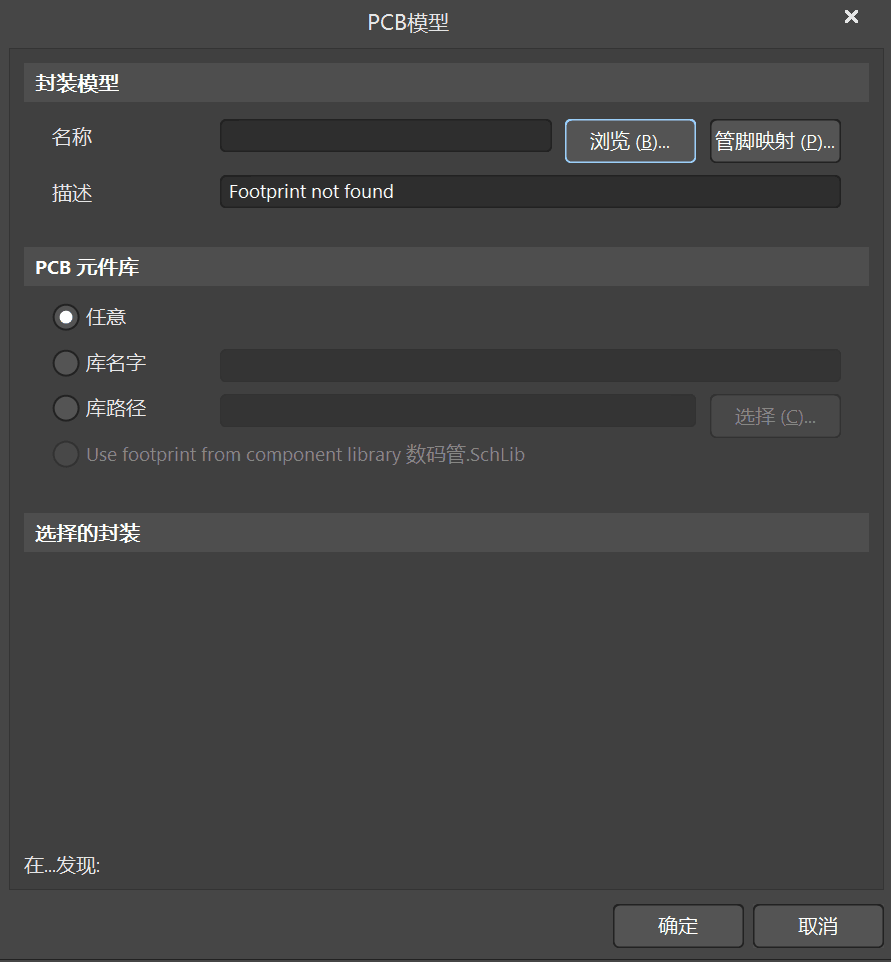 PCB模型
封装模型
名称
浏览 (B)...
管脚映射 (P)...
描述
Footprint not found
PCB 元件库
任意
库名字
库路径
选择 (C)...
Use footprint from component library 数码管.SchLib
选择的封装
在...发现:
确定
取消